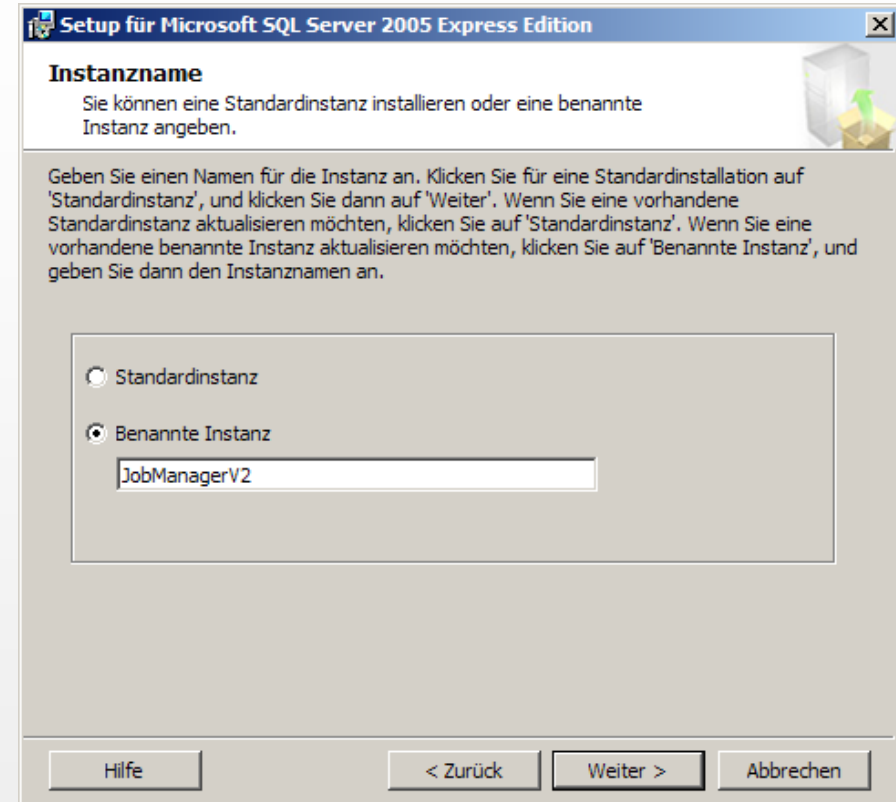 Setup für Microsoft SQL Server 2005 Express Edition
Instanzname
Sie können eine Standardinstanz installieren oder eine benannte
Instanz angeben.
Geben Sie einen Namen für die Instanz an. Klicken Sie für eine Standardinstallation auf
'Standardinstanz', und klicken Sie dann auf 'Weiter'. Wenn Sie eine vorhandene
Standardinstanz aktualisieren möchten, klicken Sie auf 'Standardinstanz'. Wenn Sie eine
vorhandene benannte Instanz aktualisieren möchten, klicken Sie auf 'Benannte Instanz', und
geben Sie dann den Instanznamen an.
Standardinstanz
Benannte Instanz
JobManagerV2
Hilfe
< Zurück
Weiter >
Abbrechen